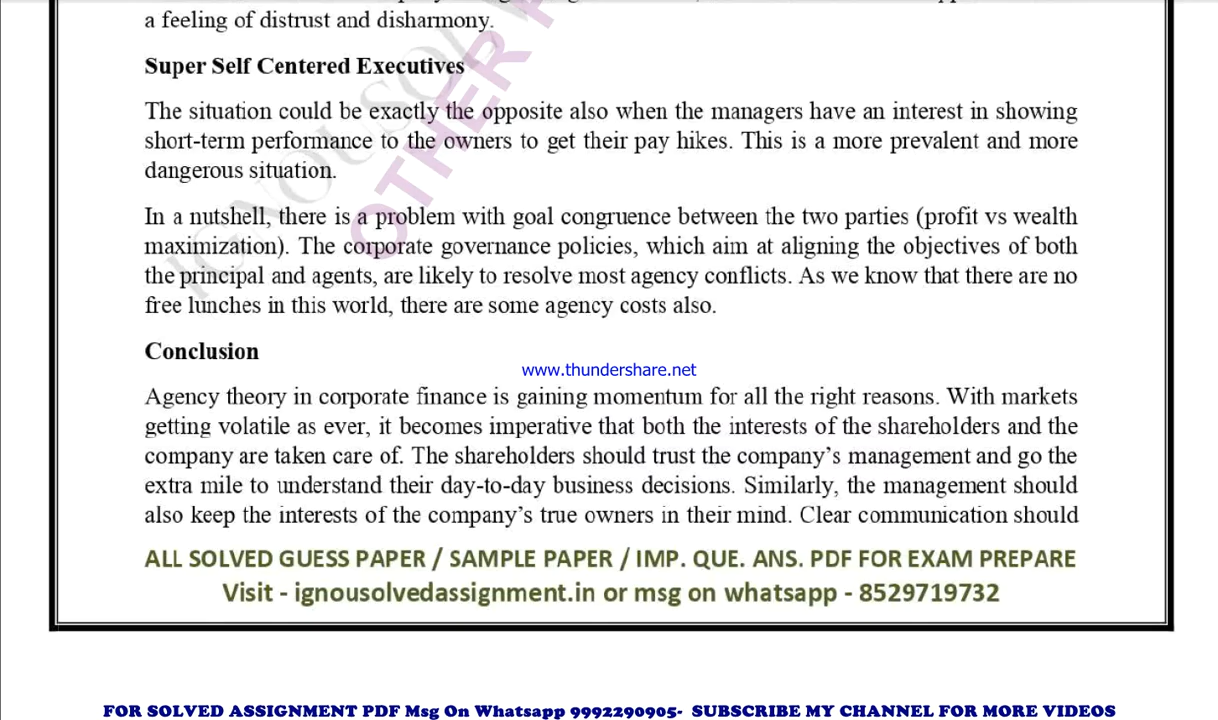 a feeling of distrust and disharmony.
Super Self Centered Executives
The situation could be exactly the opposite also when the managers have an interest in showing
short-term performance to the owners to get their pay hikes. This is a more prevalent and more
dangerous situation.
In a nutshell, there is a problem with goal congruence between the two parties (profit vs wealth
maximization). The corporate governance policies, which aim at aligning the objectives of both
the principal and agents, are likely to resolve most agency conflicts. As we know that there are no
free lunches in this world, there are some agency costs also.
Conclusion
www.thundershare.net
Agency theory in corporate finance is gaining momentum for all the right reasons. With markets
getting volatile as ever, it becomes imperative that both the interests of the shareholders and the
company are taken care of. The shareholders should trust the company’s management and go the
extra mile to understand their day-to-day business decisions. Similarly, the management should
also keep the interests of the company’s true owners in their mind. Clear communication should
ALL SOLVED GUESS PAPER / SAMPLE PAPER / IMP. QUE. ANS. PDF FOR EXAM PREPARE
Visit - ignousolvedassignment.in or msg on whatsapp - 8529719732
FOR SOLVED ASSIGNMENT PDF Msg On Whatsapp 9992290905- SUBSCRIBE MY CHANNEL FOR MORE VIDEOS
OTHER